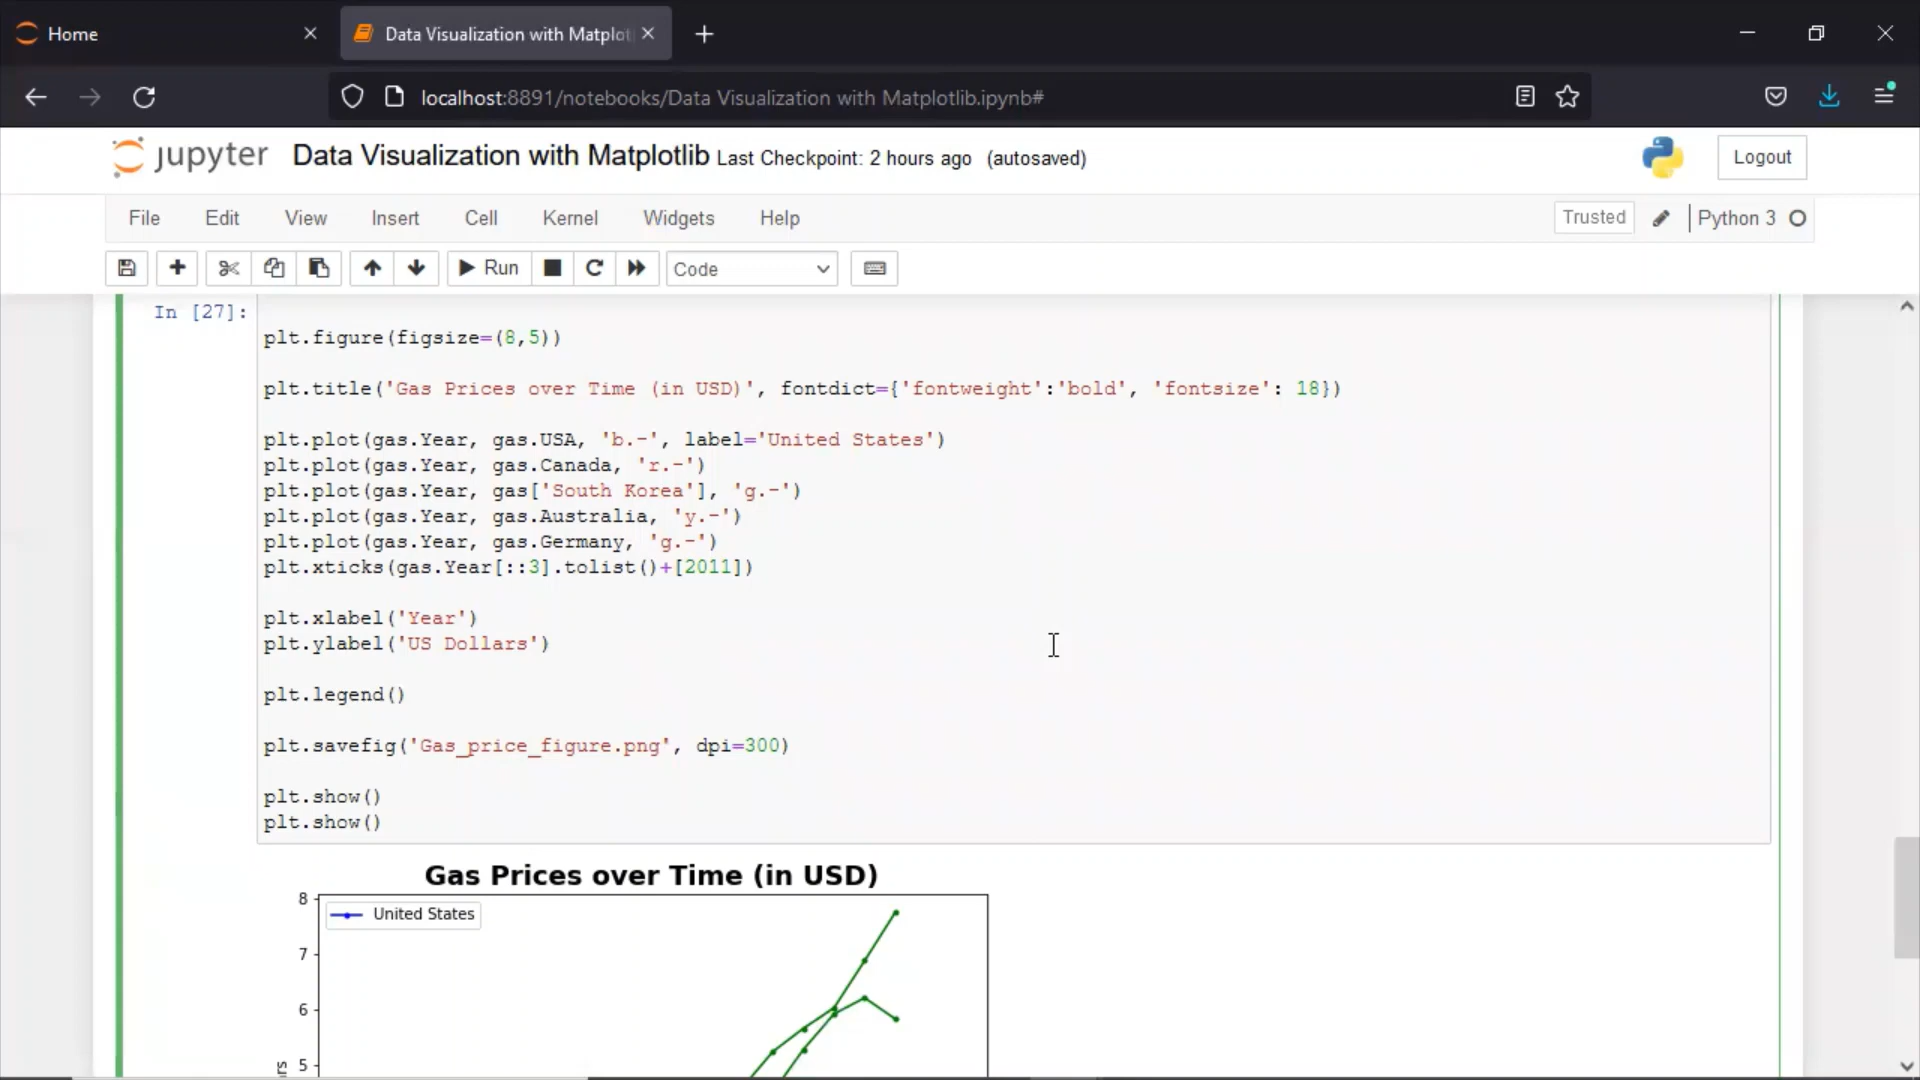 Home
Data Visualization with Matplotl
localhost:8891/notebooks/Data Visualization with Matplotlib.ipynb#
jupyter Data Visualization with Matplotlib Last Checkpoint: 2 hours ago (autosaved)
Logout
File Edit View Insert Cell Kernel Widgets Help
Trusted Python 3
Run Code
In [27]:
plt.figure(figsize=(8,5))
plt.title('Gas Prices over Time (in USD)', fontdict={'fontweight':'bold', 'fontsize': 18})
plt.plot(gas.Year, gas.USA, 'b.-', label='United States')
plt.plot(gas.Year, gas.Canada, 'r.-')
plt.plot(gas.Year, gas['South Korea'], 'g.-')
plt.plot(gas.Year, gas.Australia, 'y.-')
plt.plot(gas.Year, gas.Germany, 'g.-')
plt.xticks(gas.Year[::3].tolist()+[2011])
plt.xlabel('Year')
plt.ylabel('US Dollars')
plt.legend()
plt.savefig('Gas_price_figure.png', dpi=300)
plt.show()
plt.show()
Gas Prices over Time (in USD)
8
United States
7
6
5